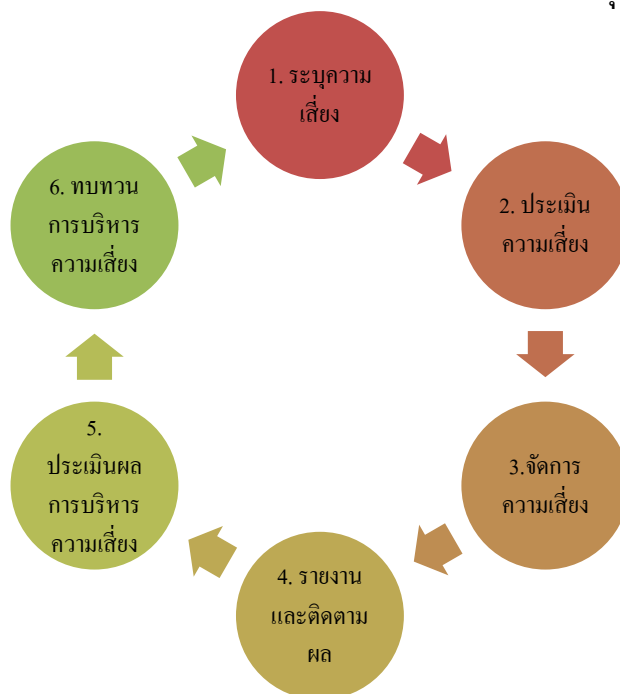 1. ระบุความ
เสี่ยง
2. ประเมิน
ความเสี่ยง
3.จัดการ
ความเสี่ยง
4. รายงาน
และติดตาม
ผล
5.
ประเมินผล
การบริหาร
ความเสี่ยง
6. ทบทวน
การบริหาร
ความเสี่ยง